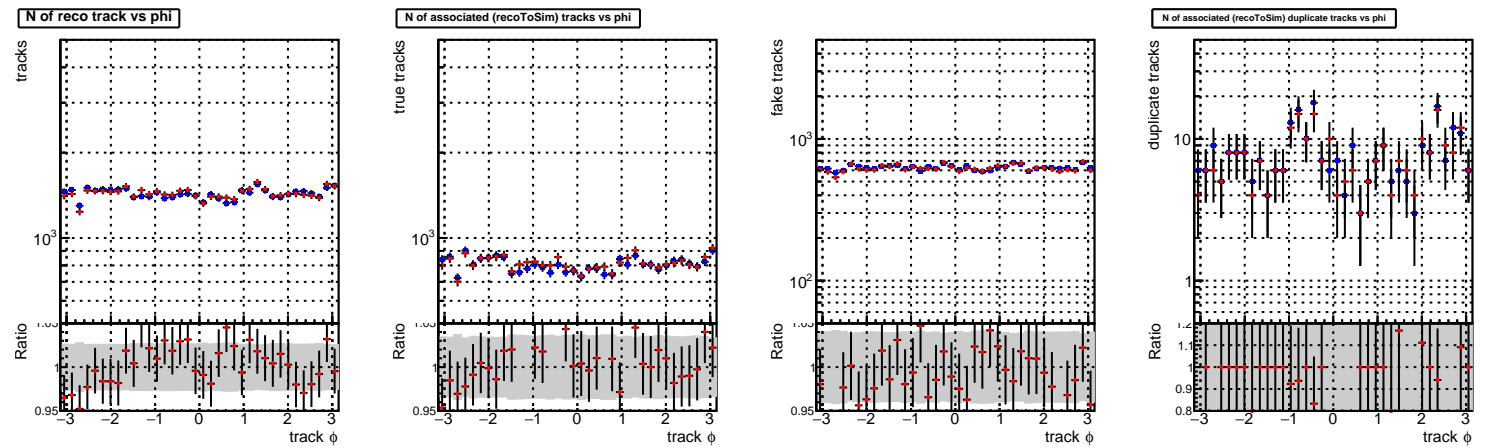 N of reco track vs phi
tracks
10³
Ratio
1
0.95
−3 −2 −1 0 1 2 3
track ϕ
N of associated (recoToSim) tracks vs phi
true tracks
10³
Ratio
1
0.95
−3 −2 −1 0 1 2 3
track ϕ
fake tracks
10³
10²
Ratio
1
0.95
−3 −2 −1 0 1 2 3
track ϕ
N of associated (recoToSim) duplicate tracks vs phi
duplicate tracks
10
1
Ratio
1.2
1.1
1
0.9
0.8
−3 −2 −1 0 1 2 3
track ϕ